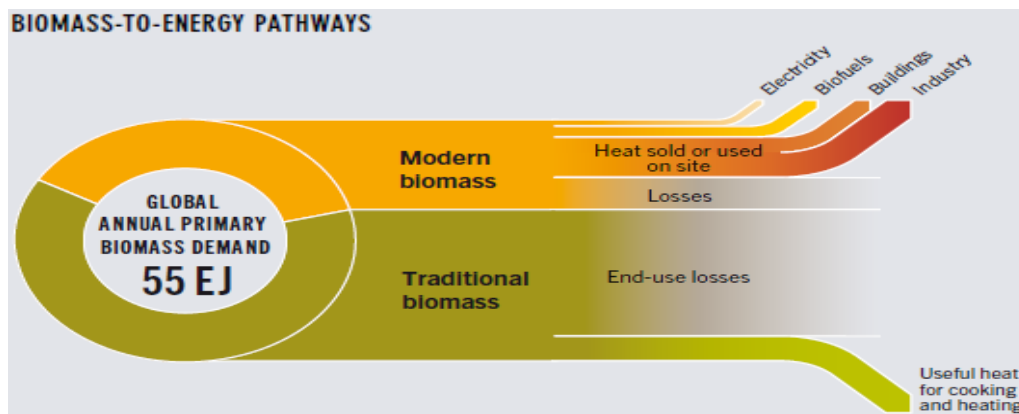 BIOMASS-TO-ENERGY PATHWAYS
Electricity
Biofuels
Buildings
Industry
Modern
biomass
Heat sold or used
on site
Losses
GLOBAL
ANNUAL PRIMARY
BIOMASS DEMAND
55 EJ
Traditional
biomass
End-use losses
Useful heat
for cooking
and heating